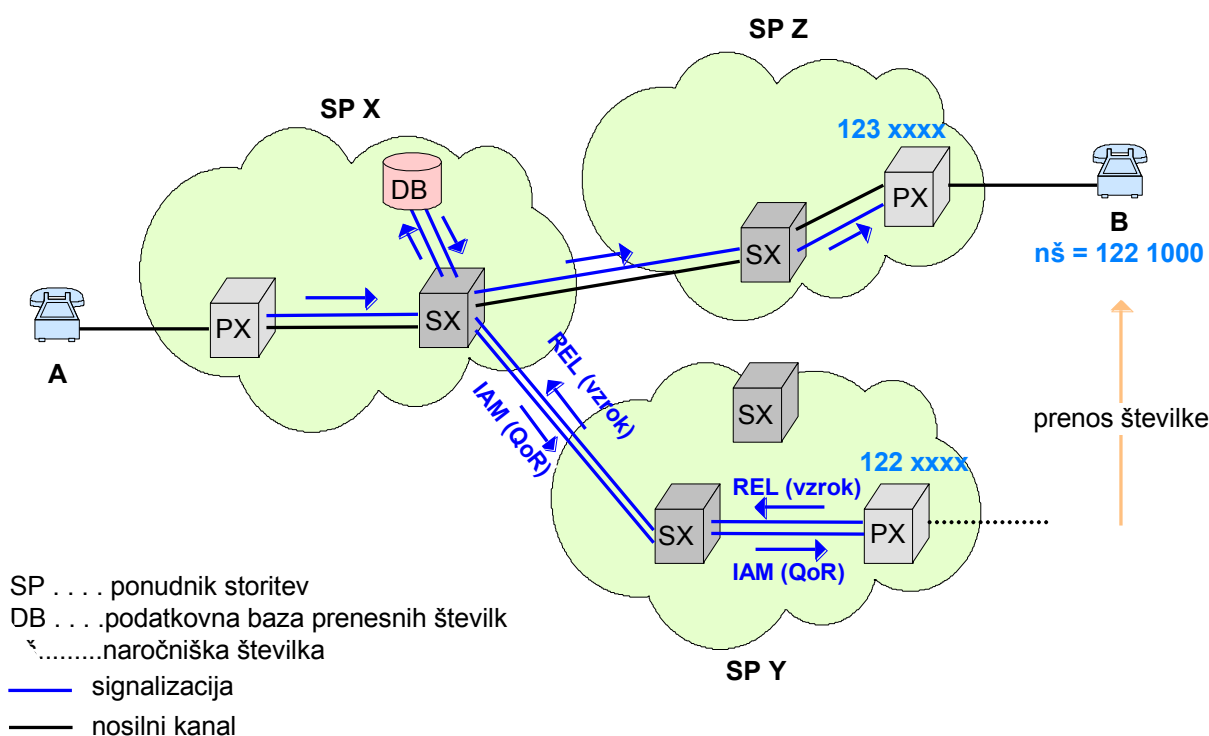 SP Z
SP X
123 xxxx
DB
PX
B
SX
nš = 122 1000
PX
SX
A
REL (vzrok)
IAM (QoR)
SX
prenos številke
122 xxxx
REL (vzrok)
SX
PX
IAM (QoR)
SP . . . . ponudnik storitev
DB . . . .podatkovna baza prenesnih številk
.........naročniška številka
SP Y
signalizacija
nosilni kanal